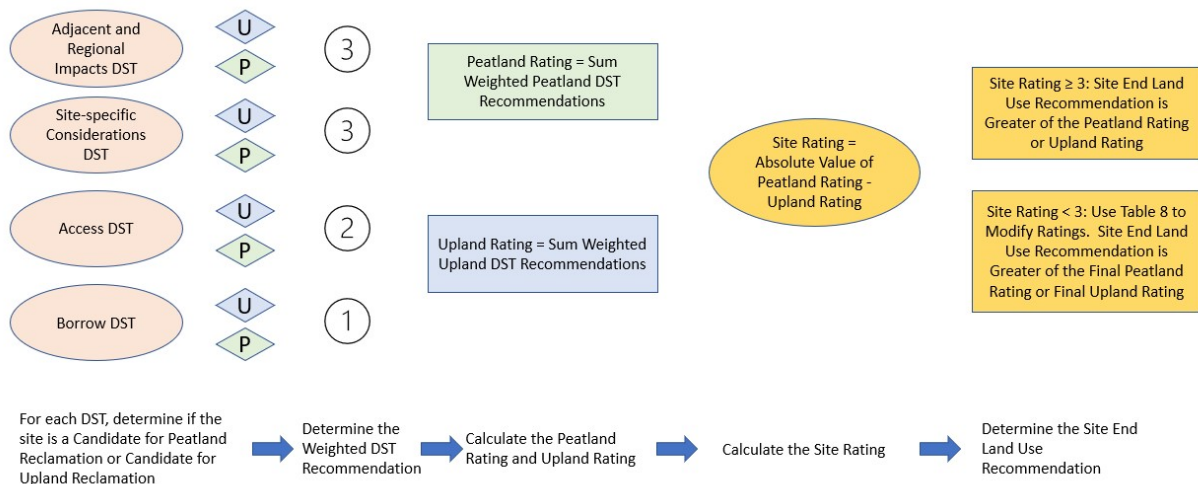 Adjacent and
Regional
Impacts DST
U
P
3
Site-specific
Considerations
DST
U
P
3
Access DST
U
P
2
Borrow DST
U
P
1
Peatland Rating = Sum
Weighted Peatland DST
Recommendations
Upland Rating = Sum Weighted
Upland DST Recommendations
Site Rating =
Absolute Value of
Peatland Rating -
Upland Rating
Site Rating ≥ 3: Site End Land
Use Recommendation is
Greater of the Peatland Rating
or Upland Rating
Site Rating < 3: Use Table 8 to
Modify Ratings.  Site End Land
Use Recommendation is
Greater of the Final Peatland
Rating or Final Upland Rating
For each DST, determine if the
site is a Candidate for Peatland
Reclamation or Candidate for
Upland Reclamation
Determine the
Weighted DST
Recommendation
Calculate the Peatland
Rating and Upland Rating
Calculate the Site Rating
Determine the Site End
Land Use
Recommendation